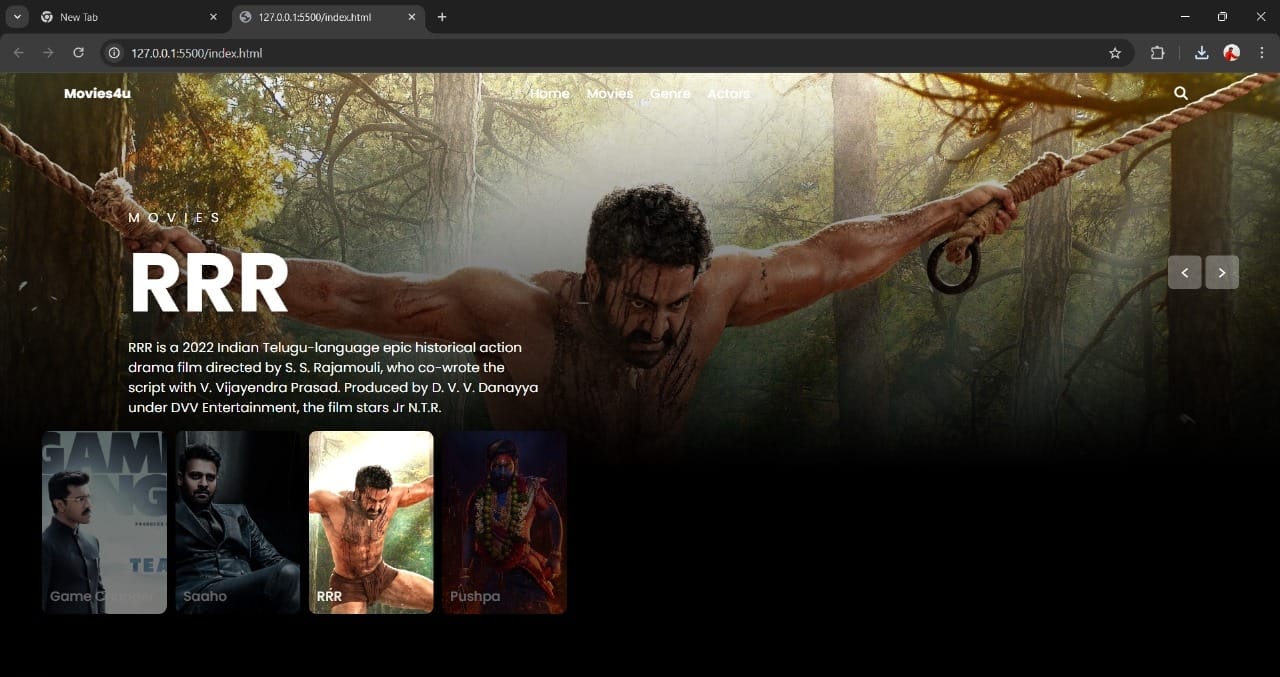 New Tab
127.0.0.1:5500/index.html
127.0.0.1:5500/index.html
Movies4u
Home Movies Genre Actors
MOVIES
RRR
RRR is a 2022 Indian Telugu-language epic historical action
drama film directed by S. S. Rajamouli, who co-wrote the
script with V. Vijayendra Prasad. Produced by D. V. V. Danayya
under DVV Entertainment, the film stars Jr N.T.R.
GAM
NG
TEA
Game Changer
Saaho
RRR
Pushpa